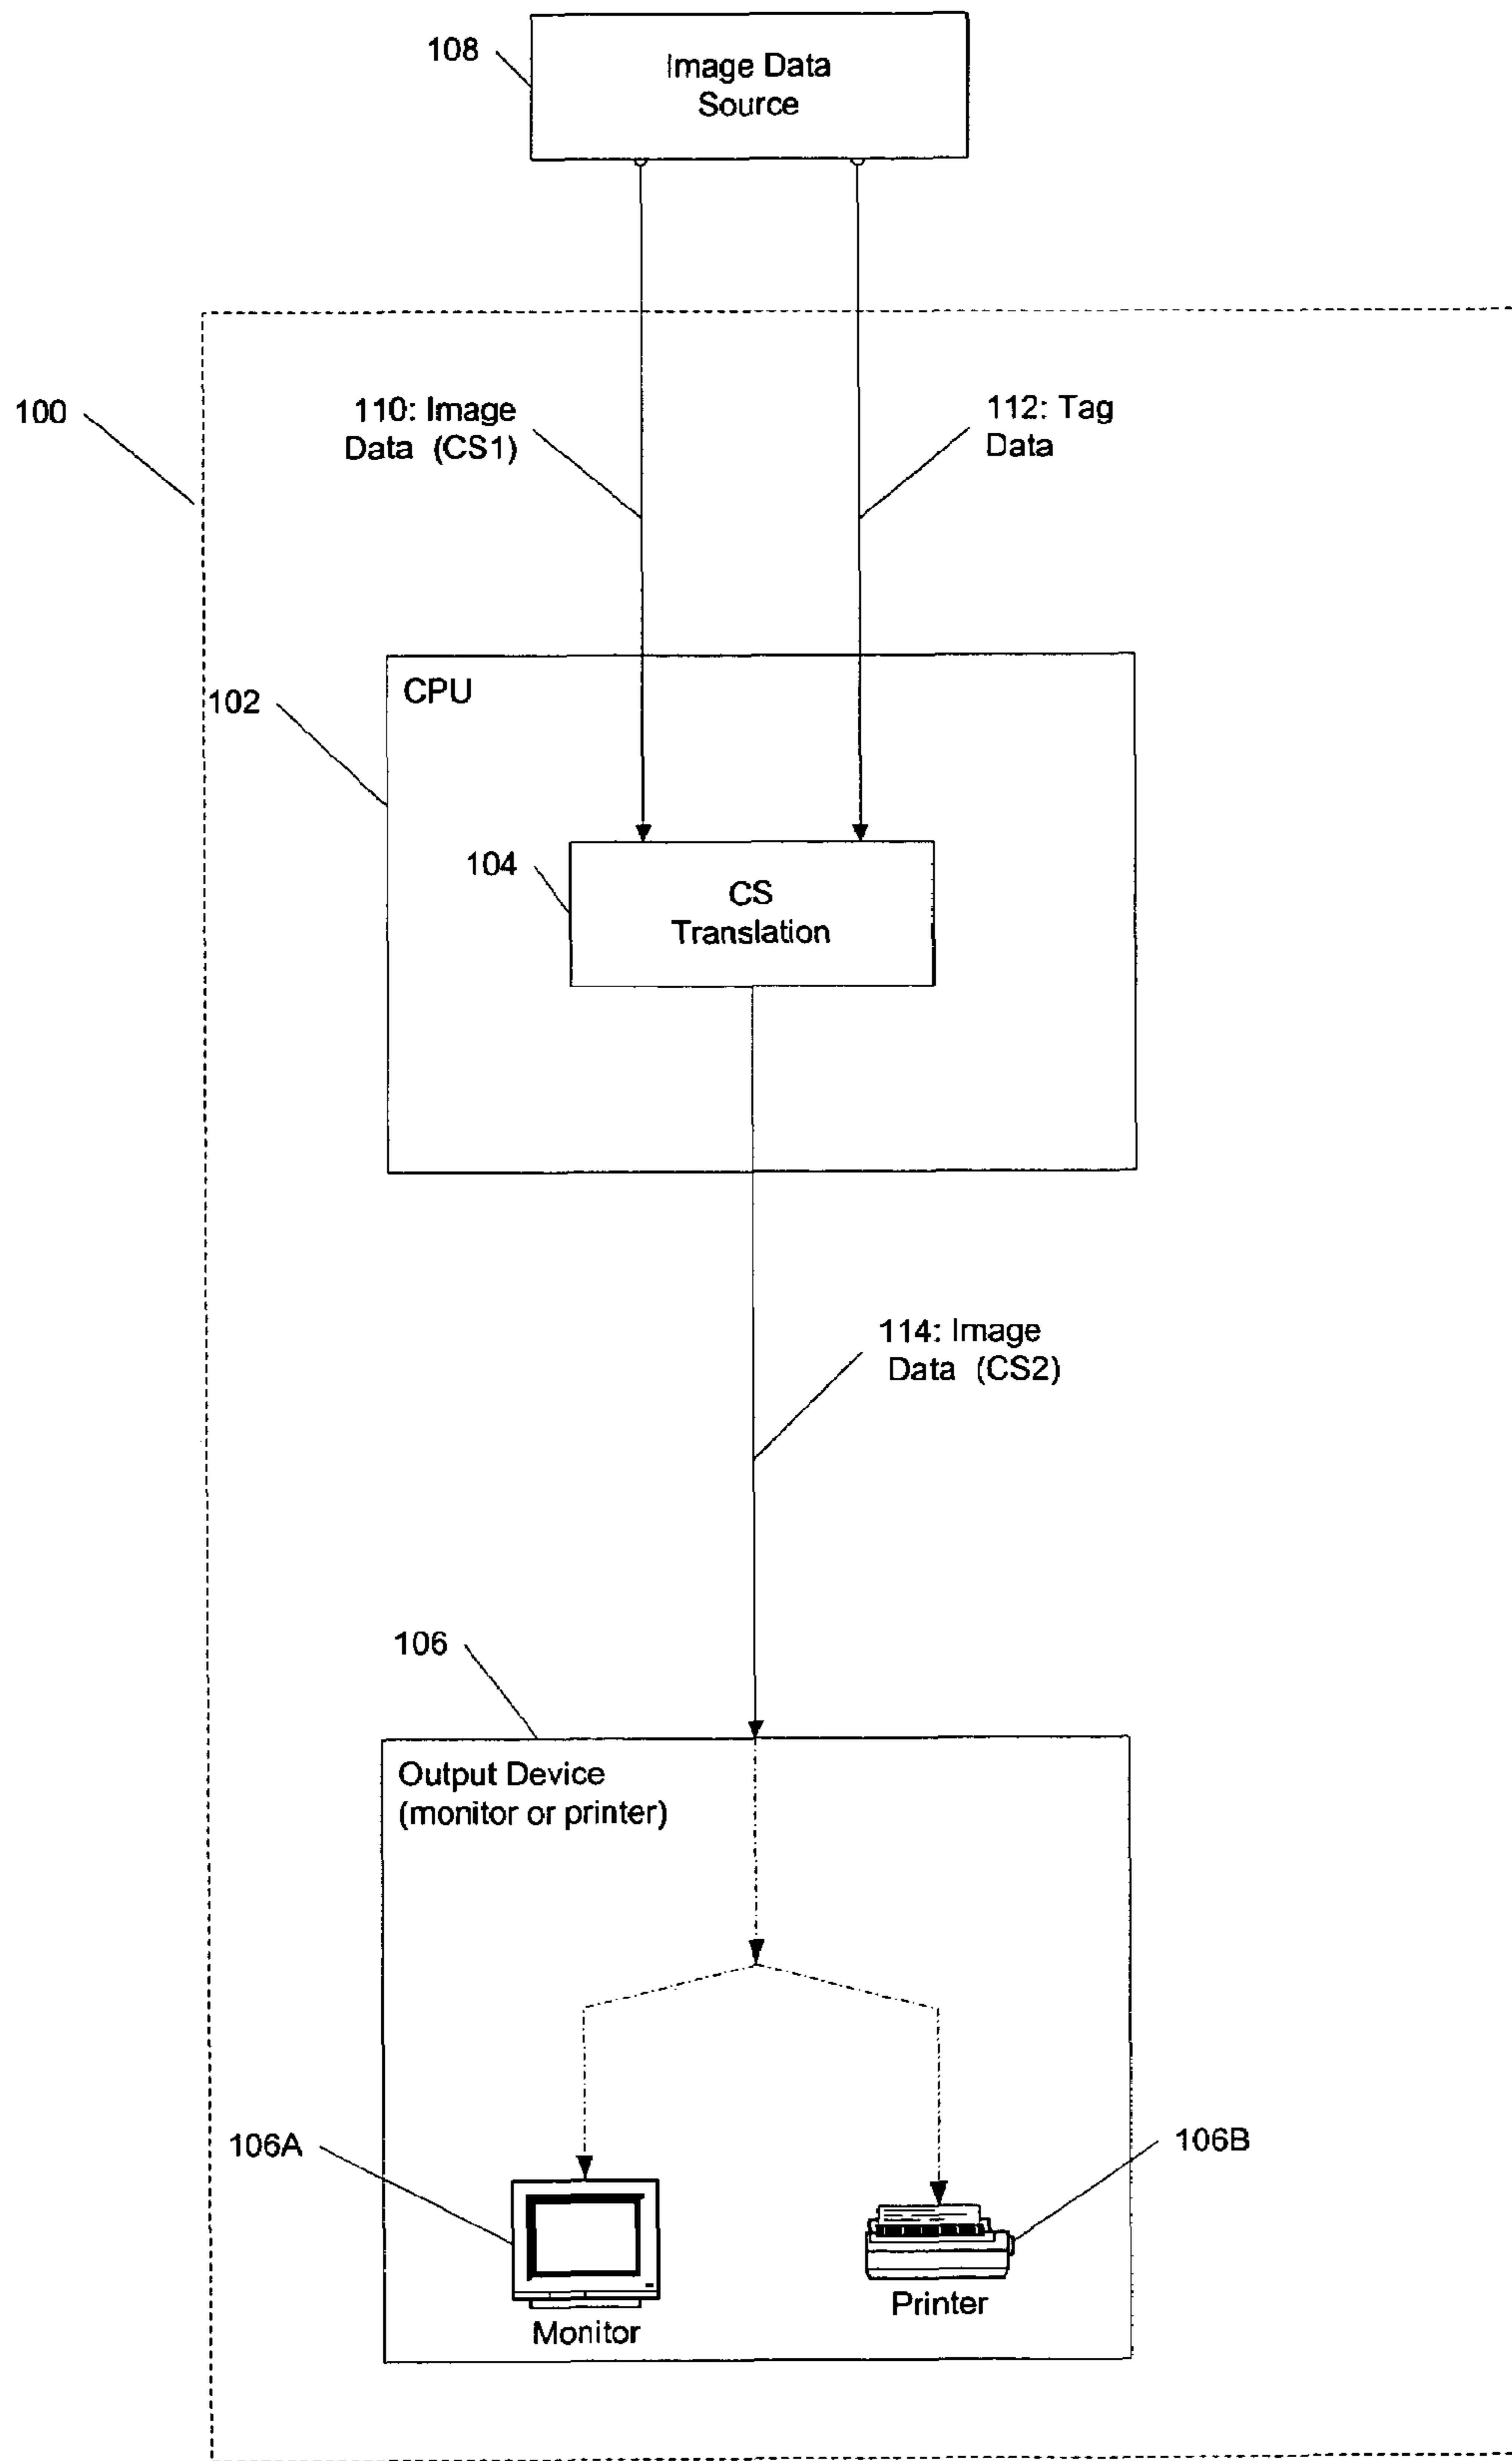 108
Image Data
Source
100
110: Image
Data (CS1)
112: Tag
Data
102
CPU
104
CS
Translation
114: Image
Data (CS2)
106
Output Device
(monitor or printer)
106A
106B
Monitor
Printer